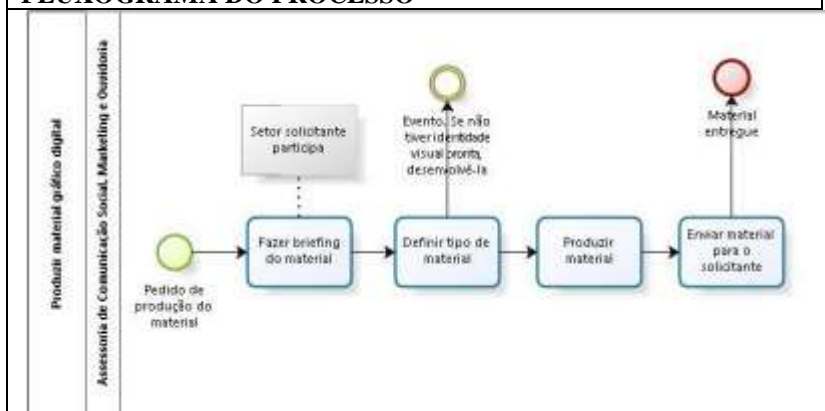 FLUXOGRAMA DO PROCESSO
Produzir material gráfico digital
Assessoria de Comunicação Social, Marketing e Ouvidoria
Setor solicitante
participa
Evento. Se não
tiver identidade
visual pronta,
desenvolvê-la
Material
entregue
Fazer briefing
do material
Definir tipo de
material
Produzir
material
Enviar material
para o
solicitante
Pedido de
produção do
material